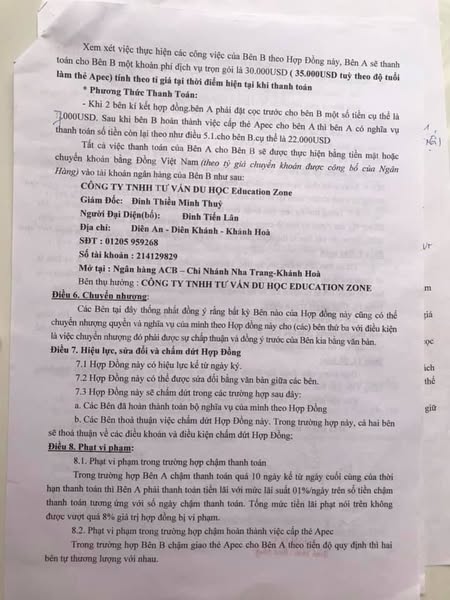 Xem xét việc thực hiện các công việc của Bên B theo Hợp Đồng này, Bên A sẽ thanh
toán cho Bên B một khoản phí dịch vụ trọn gói là 30.000USD ( 35.000USD tuỳ theo độ tuổi
làm thẻ Apec) tính theo tỉ giá tại thời điểm hiện tại khi thanh toán
* Phương Thức Thanh Toán:
- Khi 2 bên kí kết hợp đồng.bên A phải đặt cọc trước cho bên B một số tiền cụ thể là
.000USD. Sau khi bên B hoàn thành việc cấp thẻ Apec cho bên A thì bên A có nghĩa vụ
thanh toán số tiền còn lại theo như điều 5.1.cho bên B.cụ thể là 22.000USD
Tất cả việc thanh toán của Bên A cho Bên B sẽ được thực hiện bằng tiền mặt hoặc
chuyển khoản bằng Đồng Việt Nam (theo tỷ giá chuyển khoản được công bố của Ngân
Hàng) vào tài khoản ngân hàng của Bên B như sau:
CÔNG TY TNHH TƯ VẤN DU HỌC Education Zone
Giám Đốc: Đinh Thiều Minh Thuỷ
Người Đại Diện(bố): Đinh Tiến Lân
Địa chỉ: Diên An - Diên Khánh - Khánh Hoà
SĐT : 01205 959268
Số tài khoản : 214129829
Mở tại : Ngân hàng ACB – Chi Nhánh Nha Trang-Khánh Hoà
Bên thụ hưởng : CÔNG TY TNHH TƯ VẤN DU HỌC EDUCATION ZONE
Điều 6. Chuyển nhượng:
Các Bên tại đây thống nhất đồng ý rằng bất kỳ Bên nào của Hợp Đồng này cũng có thể
chuyển nhượng quyền và nghĩa vụ của mình theo Hợp đồng này cho (các) bên thứ ba với điều kiện
là việc chuyển nhượng đó phải được sự chấp thuận và đồng ý trước của Bên kia bằng văn bản.
Điều 7. Hiệu lực, sửa đổi và chấm dứt Hợp Đồng
7.1 Hợp Đồng này có hiệu lực kể từ ngày ký.
7.2 Hợp Đồng này có thể được sửa đổi bằng văn bản giữa các bên.
7.3 Hợp Đồng này sẽ chấm dứt trong các trường hợp sau đây:
a. Các Bên đã hoàn thành toàn bộ nghĩa vụ của mình theo Hợp Đồng
b. Các Bên thoả thuận việc chấm dứt Hợp Đồng này. Trong trường hợp này, cả hai bên
sẽ thoả thuận về các điều khoản và điều kiện chấm dứt Hợp Đồng;
Điều 8. Phạt vi phạm:
8.1. Phạt vi phạm trong trường hợp chậm thanh toán
Trong trường hợp Bên A chậm thanh toán quá 10 ngày kể từ ngày cuối cùng của thời
hạn thanh toán thì Bên A phải thanh toán tiền lãi với mức lãi suất 01%/ngày trên số tiền chậm
thanh toán tương ứng với số ngày chậm thanh toán. Tổng mức tiền lãi phạt nói trên không
được vượt quá 8% giá trị hợp đồng bị vi phạm.
8.2. Phạt vi phạm trong trường hợp chậm hoàn thành việc cấp thẻ Apec
Trong trường hợp Bên B chậm giao thẻ Apec cho Bên A theo tiến độ quy định thì hai
bên tự thương lượng với nhau.